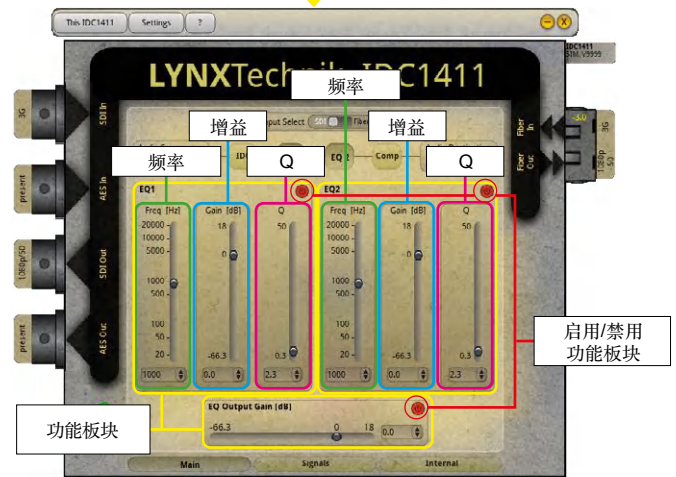 This IDC1411 Settings ?
IDC1411
SIM, V9999
LYNXTechnik IDC1411
频率
增益
增益
频率
Q
Q
Input Select SDI Fiber
EQ2 Comp
3G
SDI In
present
AES In
1080p/50
SDI Out
present
AES Out
Fiber
In
Fiber
Out
-3.0
3G
1080p
50
EQ1
Freq [Hz] Gain [dB] Q
20000
10000
5000
1000
500
100
50
20
18
0
-66.3
50
0.3
1000 0.0 2.3
EQ2
Freq [Hz] Gain [dB] Q
20000
10000
5000
1000
500
100
50
20
18
0
-66.3
50
0.3
1000 0.0 2.3
启用/禁用
功能板块
功能板块
EQ Output Gain [dB]
-66.3 0 18 0.0
Main Signals Internal